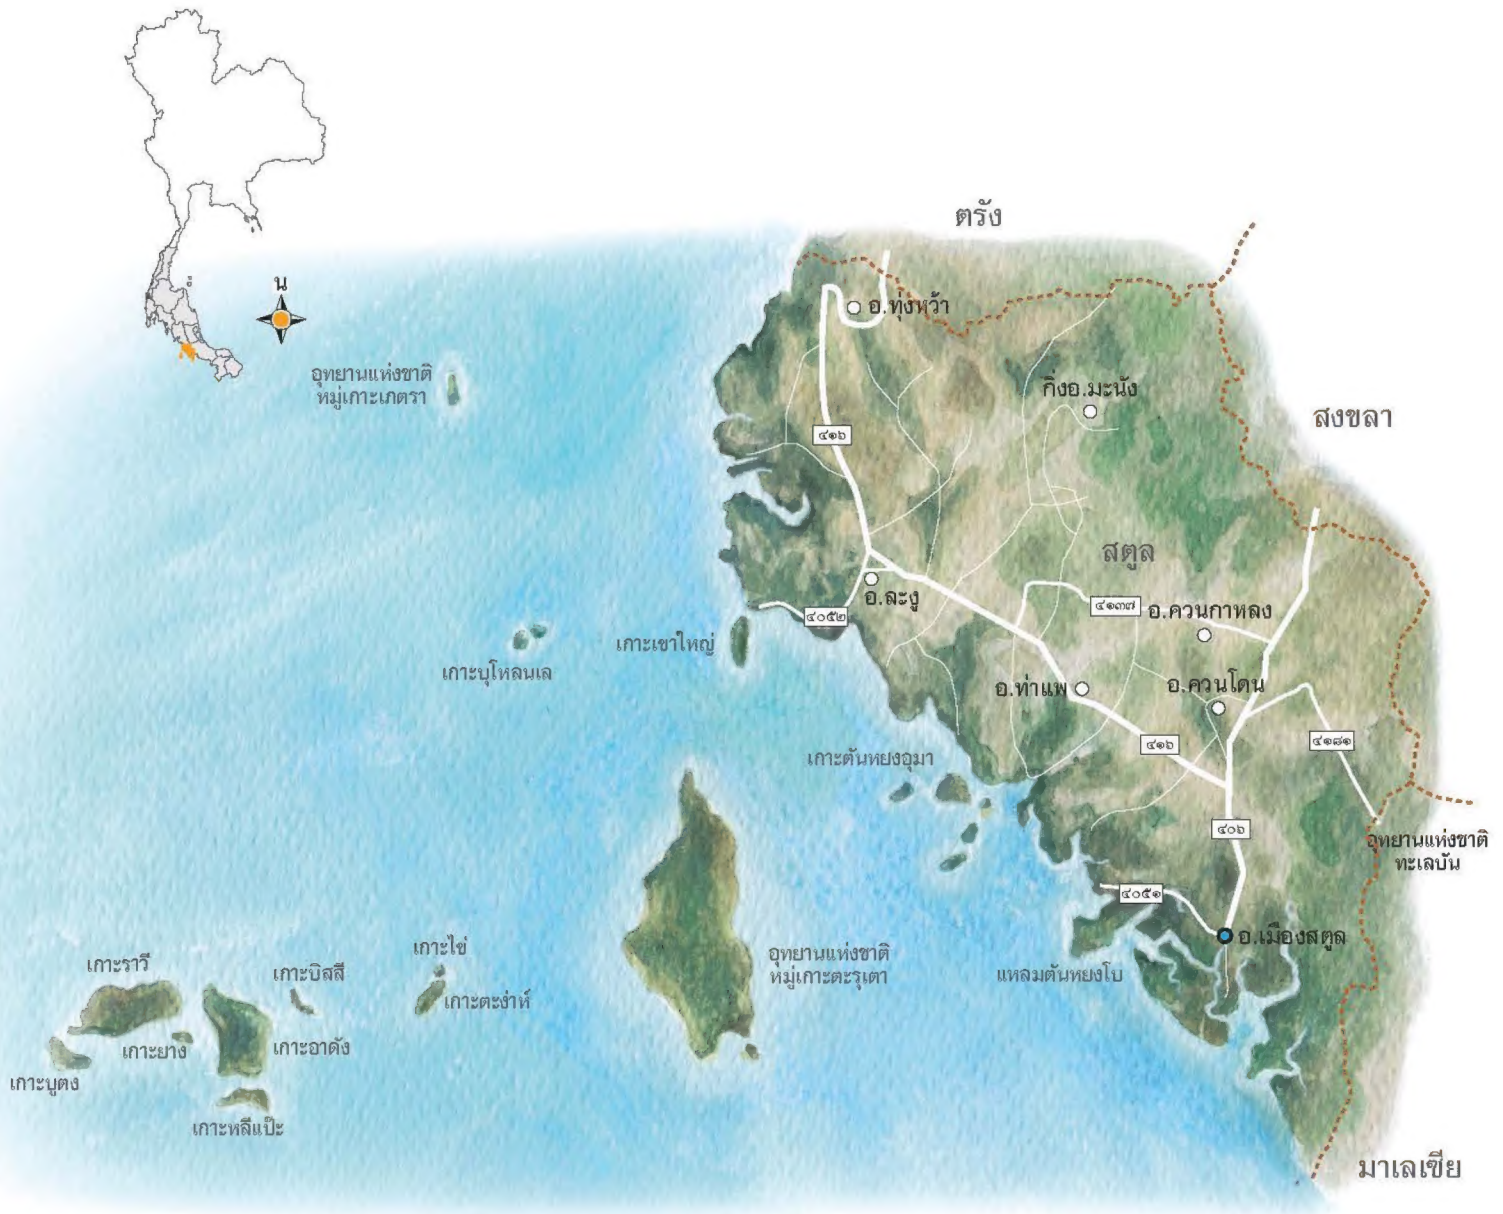 ตรัง
น
อ.ทุ่งหว้า
อุทยานแห่งชาติ
หมู่เกาะเภตรา
กิ่งอ.มะนัง
สงขลา
๔๑๖
สตูล
อ.ละงู
๔๑๓๗
อ.ควนกาหลง
๔๐๕๒
เกาะเขาใหญ่
เกาะบุโหลนเล
อ.ท่าแพ
อ.ควนโดน
๔๑๖
๔๑๘๑
เกาะตันหยงอุมา
๔๐๖
อุทยานแห่งชาติ
ทะเลบัน
๔๐๕๑
อ.เมืองสตูล
เกาะไข่
อุทยานแห่งชาติ
หมู่เกาะตะรุเตา
แหลมตันหยงโป
เกาะราวี
เกาะบิสสี
เกาะตะง่าห์
เกาะยาง
เกาะอาดัง
เกาะบูตง
เกาะหลีแป๊ะ
มาเลเซีย